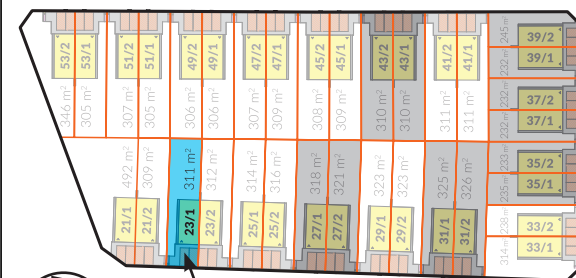 53/2 53/1 51/2 51/1 49/2 49/1 47/2 47/1 45/2 45/1 43/2 43/1 41/2 41/1
346 m² 305 m² 307 m² 305 m² 306 m² 306 m² 307 m² 309 m² 308 m² 309 m² 310 m² 310 m² 311 m² 311 m²
492 m² 309 m² 311 m² 312 m² 314 m² 316 m² 318 m² 321 m² 323 m² 323 m² 325 m² 326 m²
21/1 21/2 23/1 23/2 25/1 25/2 27/1 27/2 29/1 29/2 31/1 31/2
245 m² 39/2
232 m² 39/1
222 m² 37/2
232 m² 37/1
233 m² 35/2
235 m² 35/1
228 m² 33/2
314 m² 33/1